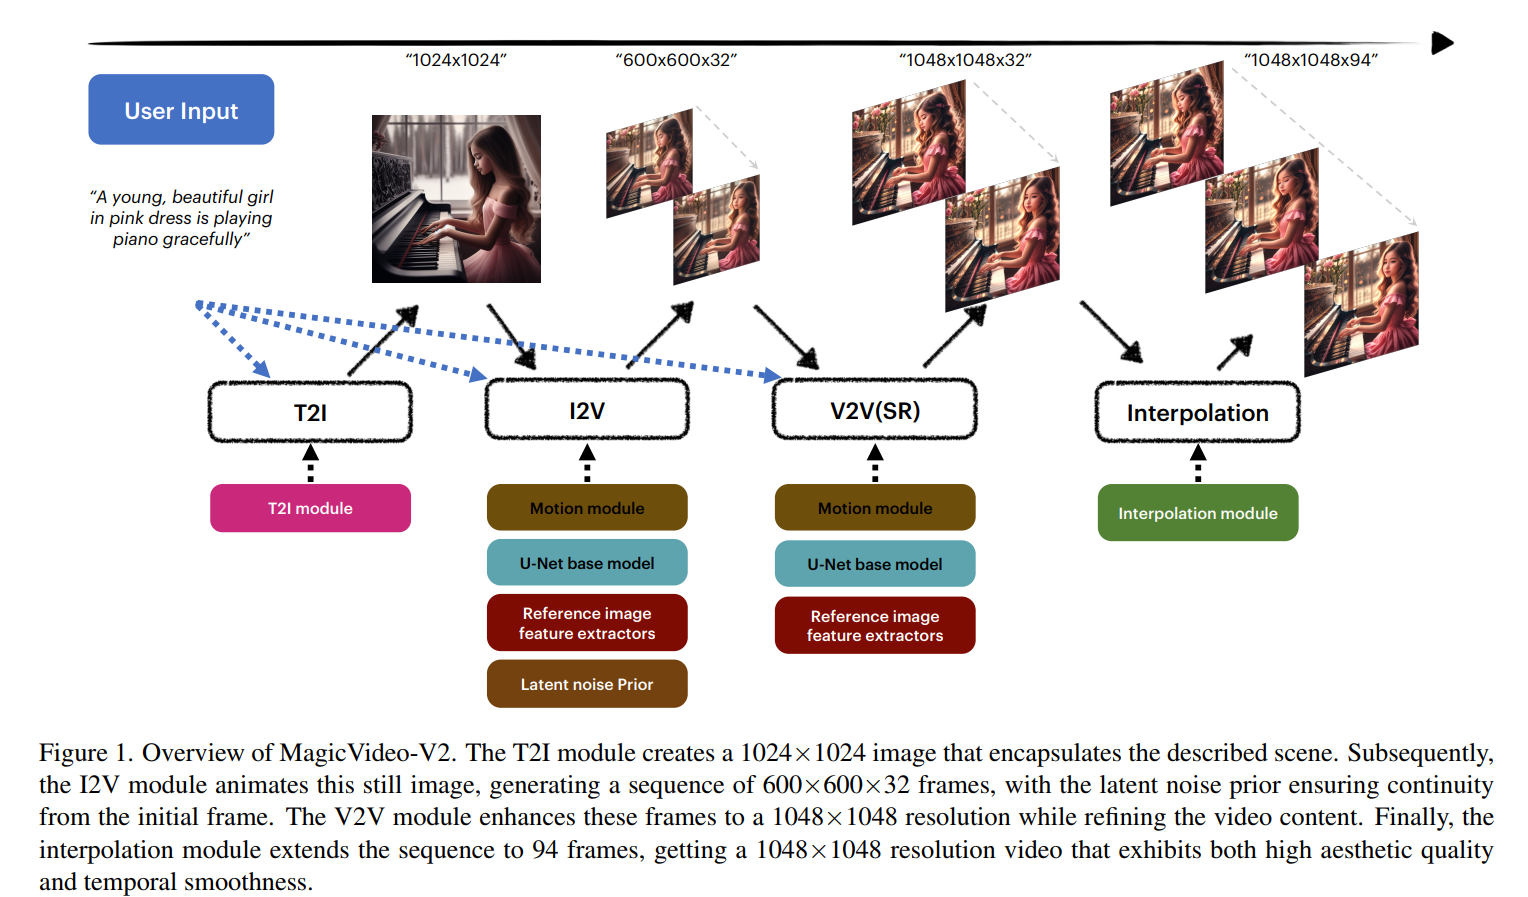 “1024x1024”
“600x600x32”
“1048x1048x32”
“1048x1048x94”
User Input
“A young, beautiful girl
in pink dress is playing
piano gracefully”
T2I
I2V
V2V(SR)
Interpolation
T2I module
Motion module
U-Net base model
Reference image
feature extractors
Latent noise Prior
Motion module
U-Net base model
Reference image
feature extractors
Interpolation module
Figure 1. Overview of MagicVideo-V2. The T2I module creates a 1024×1024 image that encapsulates the described scene. Subsequently,
the I2V module animates this still image, generating a sequence of 600×600×32 frames, with the latent noise prior ensuring continuity
from the initial frame. The V2V module enhances these frames to a 1048×1048 resolution while refining the video content. Finally, the
interpolation module extends the sequence to 94 frames, getting a 1048×1048 resolution video that exhibits both high aesthetic quality
and temporal smoothness.